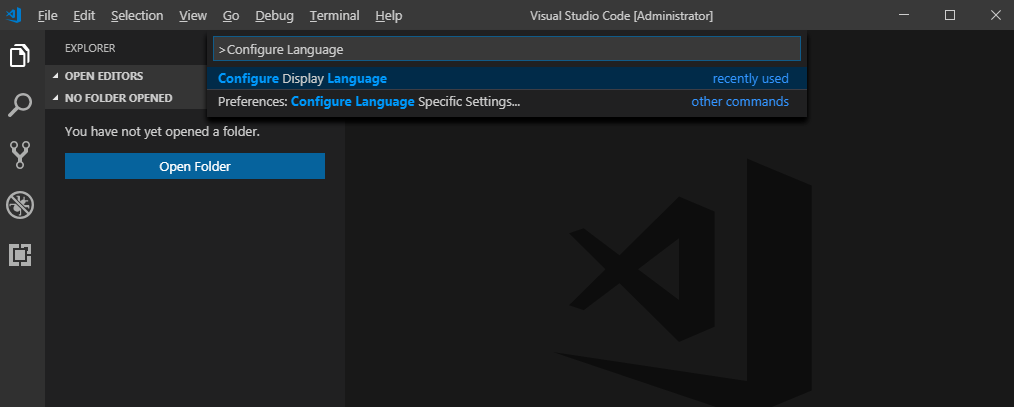 File Edit Selection View Go Debug Terminal Help Visual Studio Code [Administrator]
EXPLORER
>Configure Language
OPEN EDITORS
Configure Display Language recently used
NO FOLDER OPENED
Preferences: Configure Language Specific Settings... other commands
You have not yet opened a folder.
Open Folder